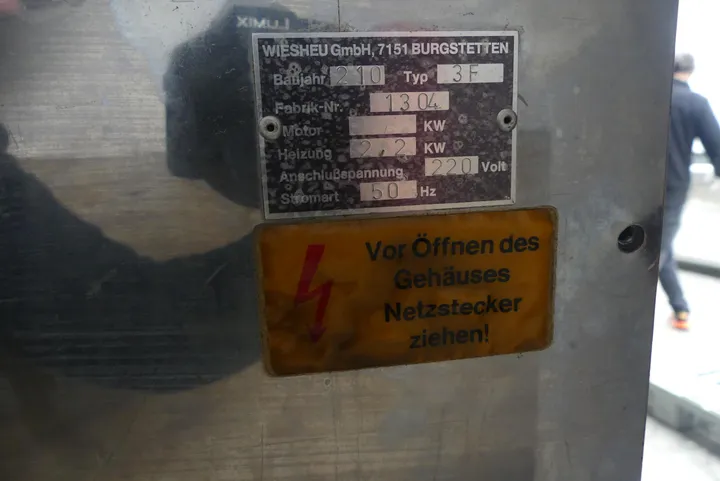 WIESHEU GmbH, 7151 BURGSTETTEN
Baujahr 210 Typ 3F
Fabrik-Nr. 1304
Motor KW
Heizung 2,2 KW
Anschlußspannung 220 Volt
Stromart 50 Hz
Vor Öffnen des
Gehäuses
Netzstecker
ziehen!